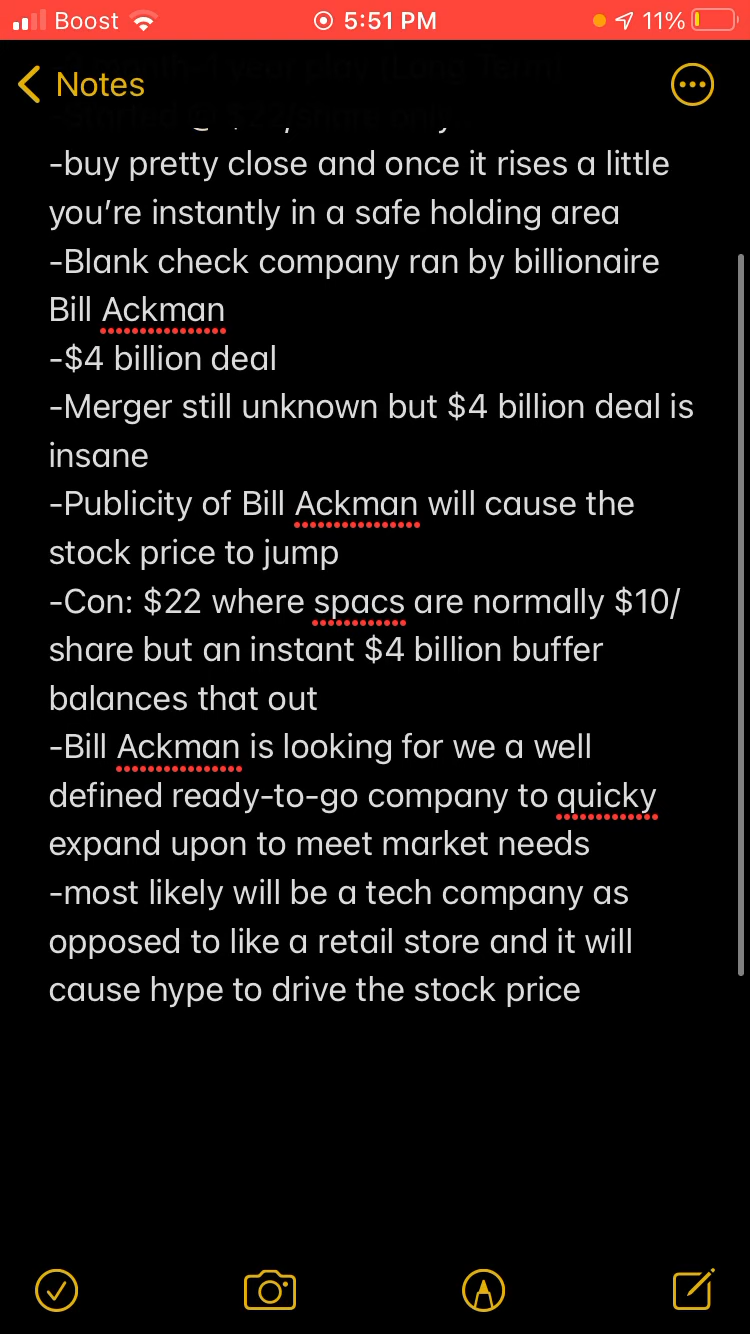 Boost 5:51 PM 11%
Notes
-buy pretty close and once it rises a little
you’re instantly in a safe holding area
-Blank check company ran by billionaire
Bill Ackman
-$4 billion deal
-Merger still unknown but $4 billion deal is
insane
-Publicity of Bill Ackman will cause the
stock price to jump
-Con: $22 where spacs are normally $10/
share but an instant $4 billion buffer
balances that out
-Bill Ackman is looking for we a well
defined ready-to-go company to quicky
expand upon to meet market needs
-most likely will be a tech company as
opposed to like a retail store and it will
cause hype to drive the stock price